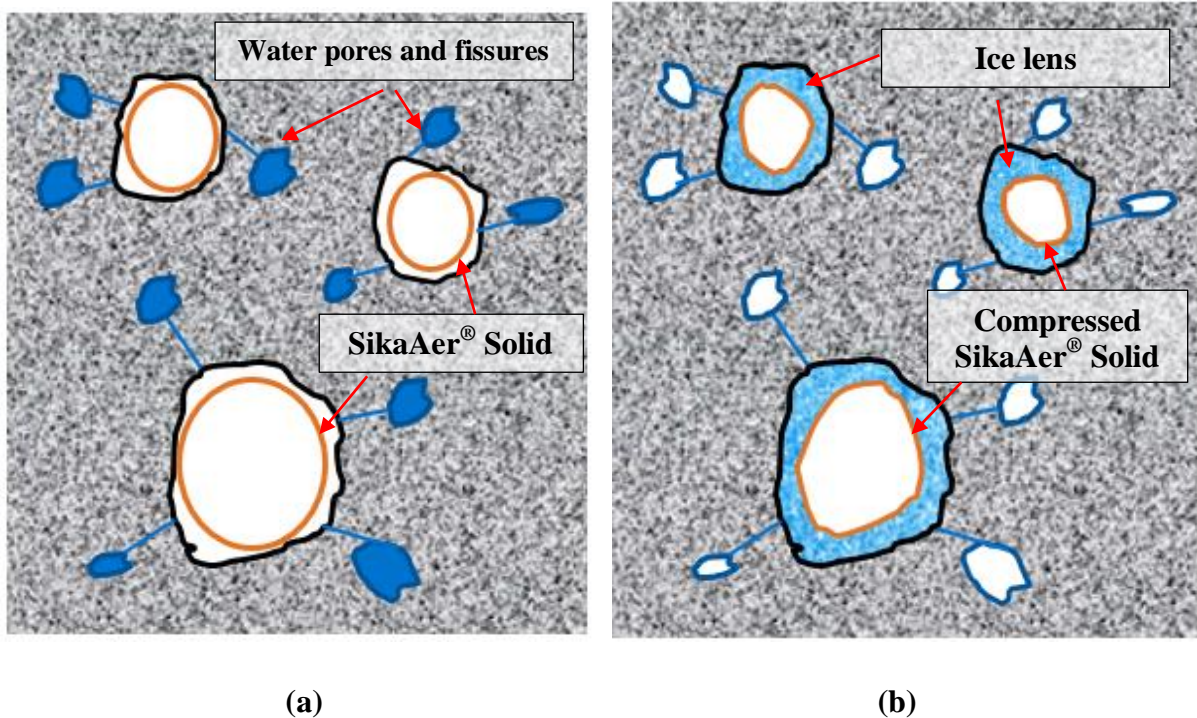 Water pores and fissures
SikaAer® Solid
(a)
Ice lens
Compressed
SikaAer® Solid
(b)